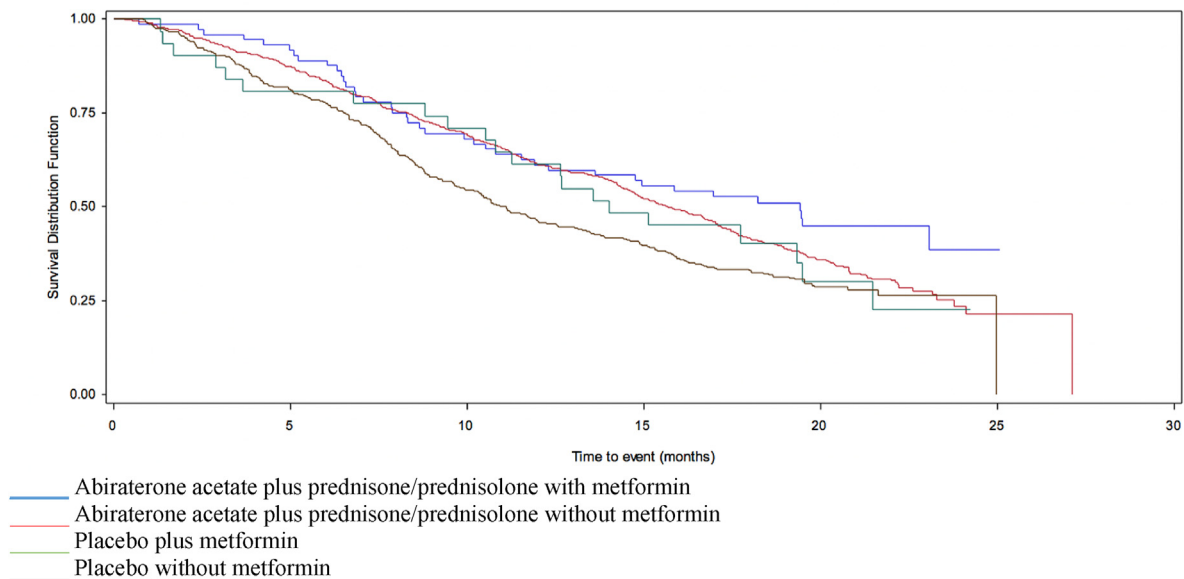 1.00
0.75
0.50
0.25
0.00
Survival Distribution Function
0 5 10 15 20 25 30
Time to event (months)
Abiraterone acetate plus prednisone/prednisolone with metformin
Abiraterone acetate plus prednisone/prednisolone without metformin
Placebo plus metformin
Placebo without metformin